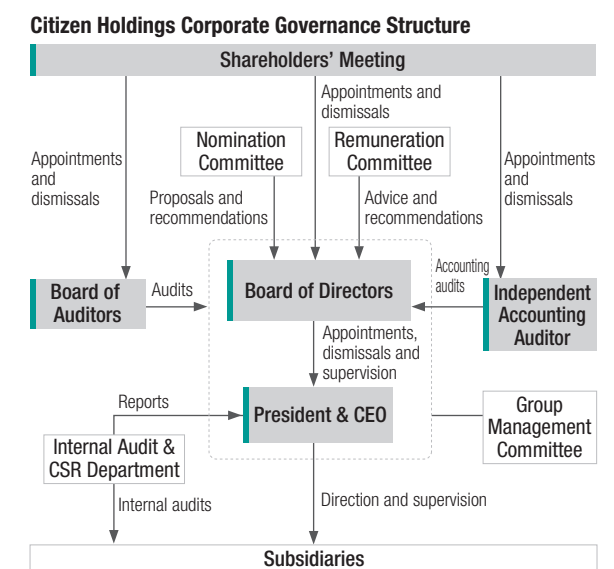 Citizen Holdings Corporate Governance Structure
Shareholders’ Meeting
Appointments and
dismissals
Nomination
Committee
Remuneration
Committee
Appointments
and
dismissals
Appointments
and
dismissals
Proposals and
recommendations
Advice and
recommendations
Board of
Auditors
Audits
Board of Directors
Accounting
audits
Independent
Accounting
Auditor
Appointments,
dismissals and
supervision
Reports
President & CEO
Group
Management
Committee
Internal Audit &
CSR Department
Internal audits
Direction and supervision
Subsidiaries